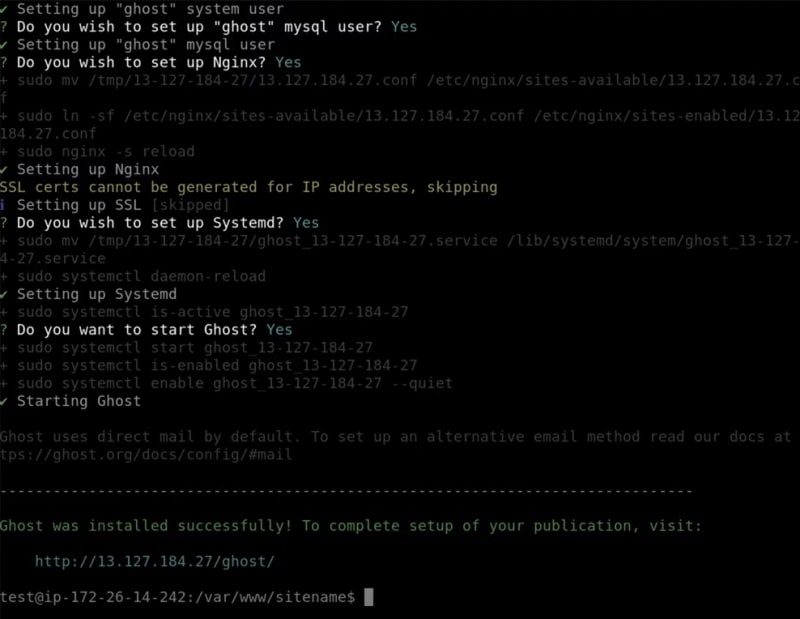 ✔ Setting up "ghost" system user
? Do you wish to set up "ghost" mysql user? Yes
✔ Setting up "ghost" mysql user
? Do you wish to set up Nginx? Yes
+ sudo mv /tmp/13-127-184-27/13.127.184.27.conf /etc/nginx/sites-available/13.127.184.27.c
f
+ sudo ln -sf /etc/nginx/sites-available/13.127.184.27.conf /etc/nginx/sites-enabled/13.12
184.27.conf
+ sudo nginx -s reload
✔ Setting up Nginx
SSL certs cannot be generated for IP addresses, skipping
ℹ Setting up SSL [skipped]
? Do you wish to set up Systemd? Yes
+ sudo mv /tmp/13-127-184-27/ghost_13-127-184-27.service /lib/systemd/system/ghost_13-127-
4-27.service
+ sudo systemctl daemon-reload
✔ Setting up Systemd
+ sudo systemctl is-active ghost_13-127-184-27
? Do you want to start Ghost? Yes
+ sudo systemctl start ghost_13-127-184-27
+ sudo systemctl is-enabled ghost_13-127-184-27
+ sudo systemctl enable ghost_13-127-184-27 --quiet
✔ Starting Ghost
Ghost uses direct mail by default. To set up an alternative email method read our docs at
tps://ghost.org/docs/config/#mail
------------------------------------------------------------------------------
Ghost was installed successfully! To complete setup of your publication, visit:
http://13.127.184.27/ghost/
test@ip-172-26-14-242:/var/www/sitename$